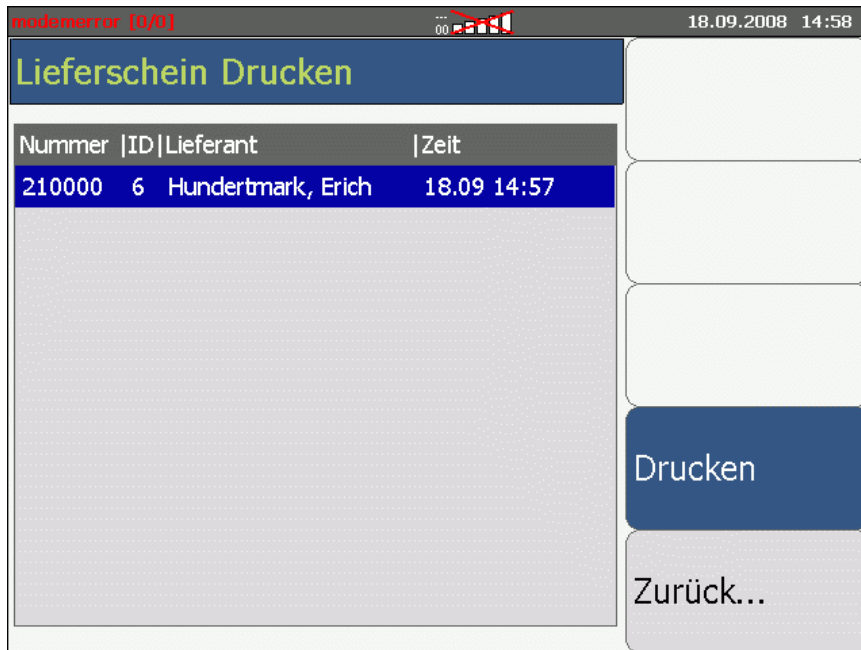 modemerror [0/0] --- 00 18.09.2008 14:58
Lieferschein Drucken
Nummer |ID|Lieferant |Zeit
210000 6 Hundertmark, Erich 18.09 14:57
Drucken
Zurück...